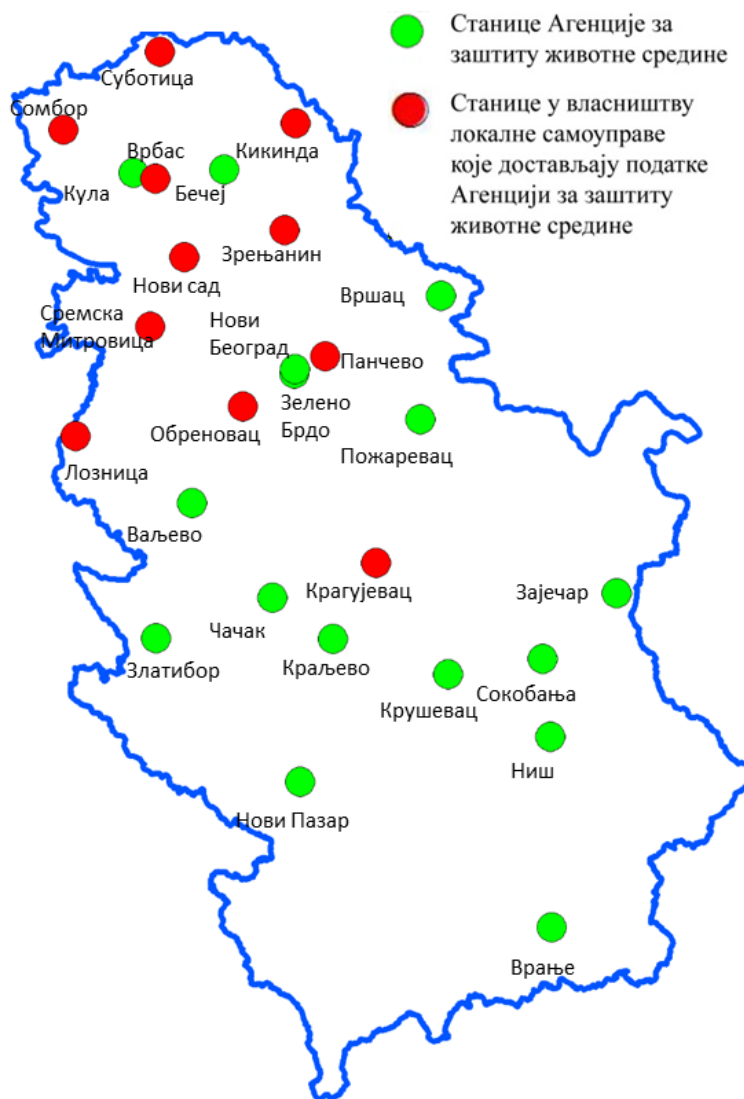 Станице Агенције за
заштиту животне средине
Станице у власништву
локалне самоуправе
које достављају податке
Агенцији за заштиту
животне средине
Суботица
Сомбор
Кикинда
Врбас
Кула
Бечеј
Зрењанин
Нови сад
Вршац
Сремска
Митровица
Нови
Београд
Панчево
Зелено
Брдо
Обреновац
Пожаревац
Лозница
Ваљево
Крагујевац
Зајечар
Чачак
Златибор
Краљево
Сокобања
Крушевац
Ниш
Нови Пазар
Врање